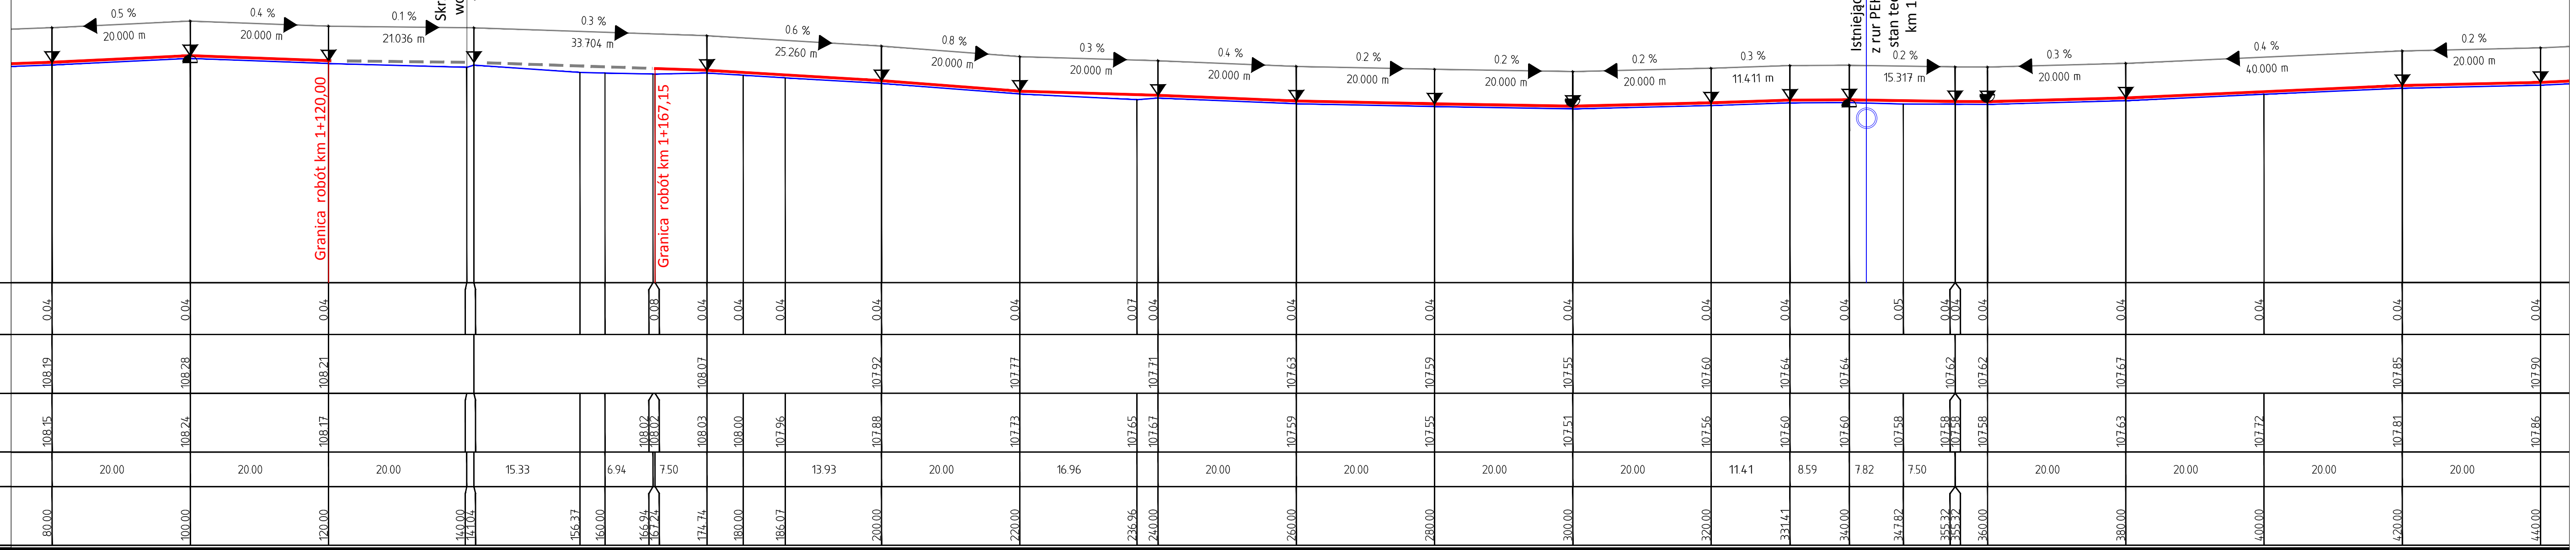 0.5 %
20.000 m
0.4 %
20.000 m
0.1 %
21.036 m
0.3 %
33.704 m
0.6 %
25.260 m
0.8 %
20.000 m
0.3 %
20.000 m
0.4 %
20.000 m
0.2 %
20.000 m
0.2 %
20.000 m
0.2 %
20.000 m
0.3 %
11.411 m
0.2 %
15.317 m
0.3 %
20.000 m
0.4 %
40.000 m
0.2 %
20.000 m
z rur
km 1
Granica robót km 1+120,00
Granica robót km 1+167,15
0.04 0.04 0.04 0.08 0.04 0.04 0.04 0.04 0.04 0.07 0.04 0.04 0.04 0.04 0.04 0.04 0.04 0.05 0.04 0.04 0.04 0.04 0.04 0.04 0.04
108.19 108.28 108.21 108.07 107.92 107.77 107.71 107.63 107.59 107.55 107.60 107.64 107.64 107.62 107.62 107.67 107.85 107.90
108.15 108.24 108.17 108.02 108.02 108.03 108.00 107.96 107.88 107.73 107.65 107.67 107.59 107.55 107.51 107.56 107.60 107.60 107.58 107.58 107.58 107.58 107.63 107.72 107.81 107.86
20.00 20.00 20.00 15.33 6.94 7.50 13.93 20.00 16.96 20.00 20.00 20.00 20.00 11.41 8.59 7.82 7.50 20.00 20.00 20.00 20.00
80.00 100.00 120.00 140.00 141.04 156.37 160.00 166.94 167.24 174.74 180.00 186.07 200.00 220.00 236.96 240.00 260.00 280.00 300.00 320.00 331.41 340.00 347.82 355.32 355.32 360.00 380.00 400.00 420.00 440.00